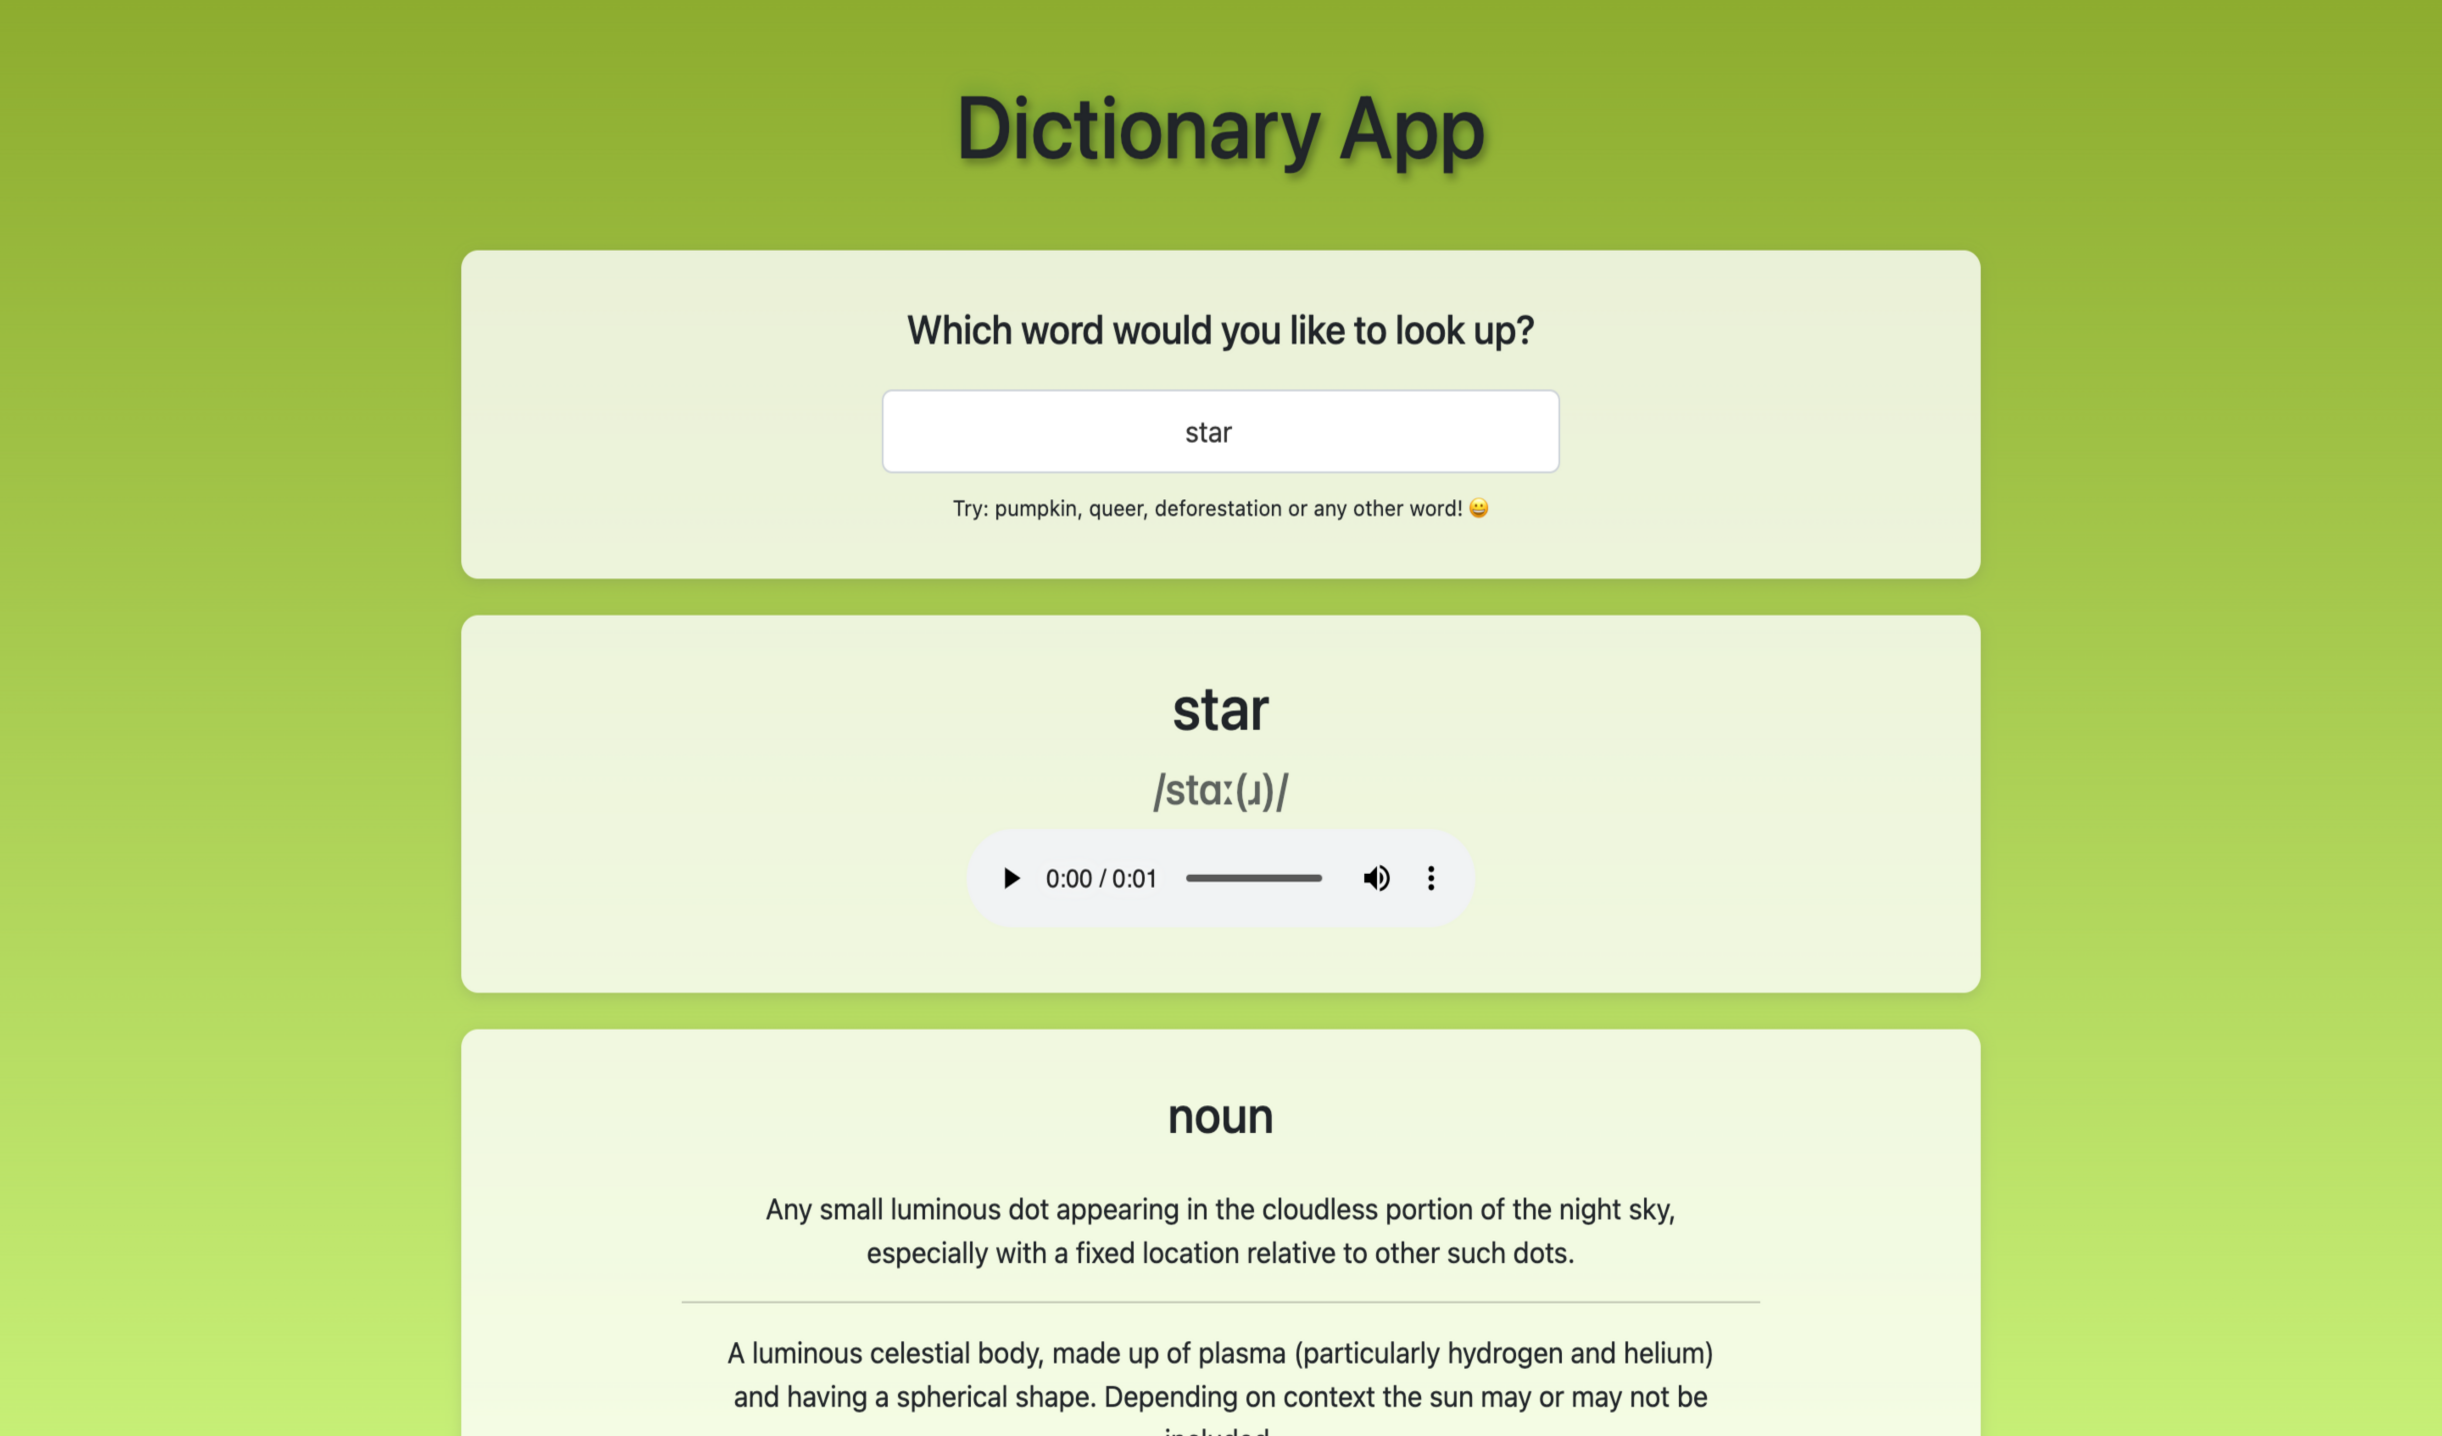 Dictionary App
Which word would you like to look up?
star
Try: pumpkin, queer, deforestation or any other word! 😀
star
/stɑː(ɹ)/
0:00 / 0:01
noun
Any small luminous dot appearing in the cloudless portion of the night sky,
especially with a fixed location relative to other such dots.
A luminous celestial body, made up of plasma (particularly hydrogen and helium)
and having a spherical shape. Depending on context the sun may or may not be